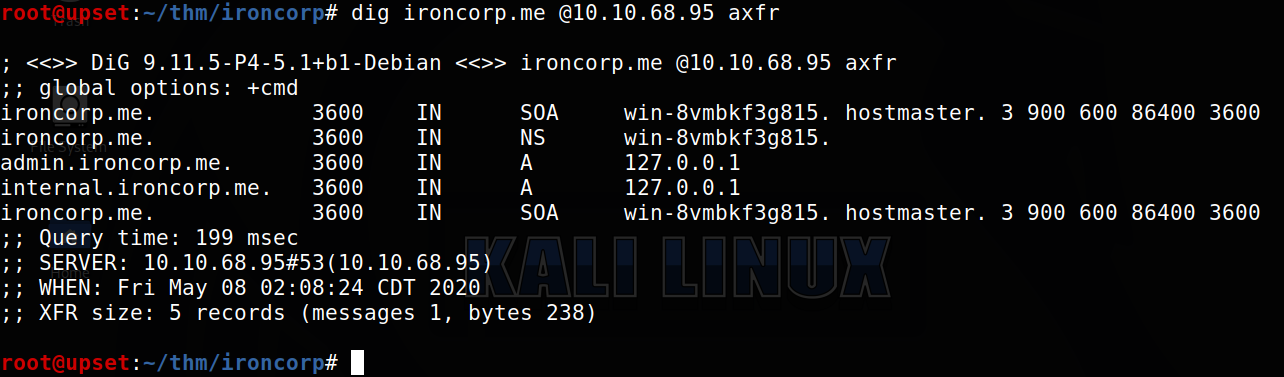 root@upset:~/thm/ironcorp# dig ironcorp.me @10.10.68.95 axfr
; <<>> DiG 9.11.5-P4-5.1+b1-Debian <<>> ironcorp.me @10.10.68.95 axfr
;; global options: +cmd
ironcorp.me. 3600 IN SOA win-8vmbkf3g815. hostmaster. 3 900 600 86400 3600
ironcorp.me. 3600 IN NS win-8vmbkf3g815.
admin.ironcorp.me. 3600 IN A 127.0.0.1
internal.ironcorp.me. 3600 IN A 127.0.0.1
ironcorp.me. 3600 IN SOA win-8vmbkf3g815. hostmaster. 3 900 600 86400 3600
;; Query time: 199 msec
;; SERVER: 10.10.68.95#53(10.10.68.95)
;; WHEN: Fri May 08 02:08:24 CDT 2020
;; XFR size: 5 records (messages 1, bytes 238)
root@upset:~/thm/ironcorp#
KALI LINUX
File System